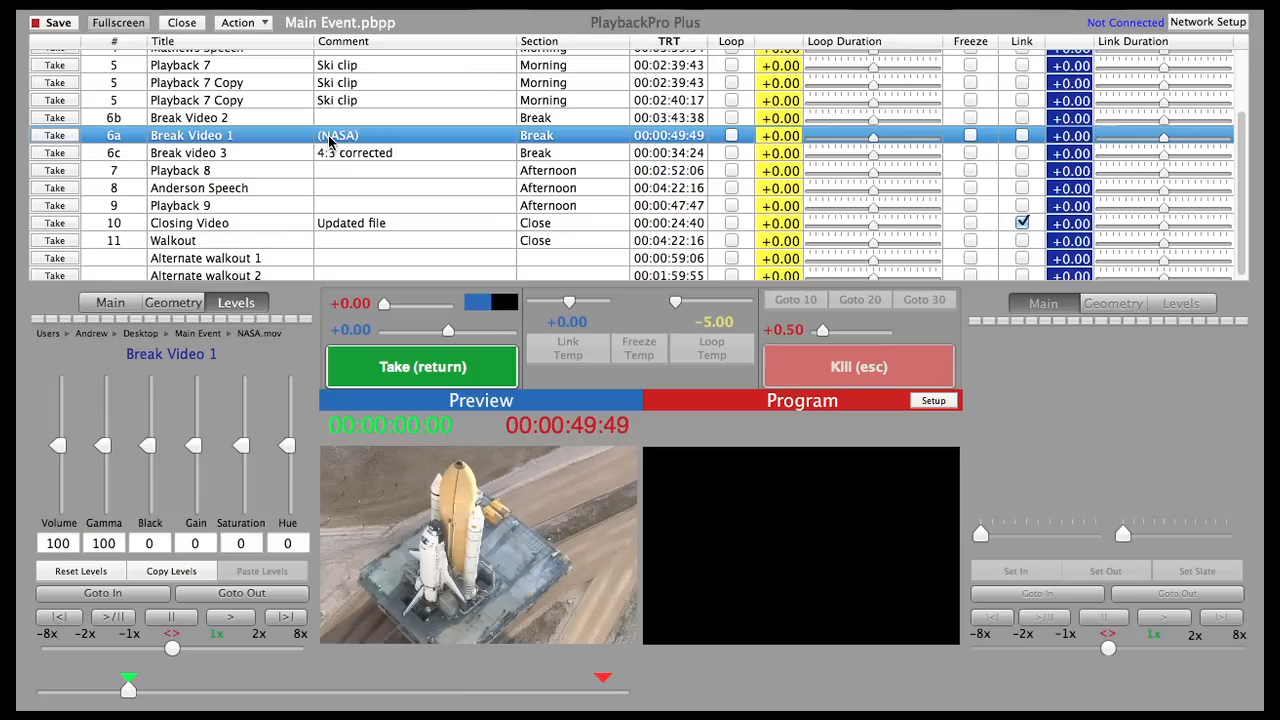 Save Fullscreen Close Action Main Event.pbpp PlaybackPro Plus Not Connected Network Setup
# Title Comment Section TRT Loop Loop Duration Freeze Link Link Duration
5 Playback 7 Ski clip Morning 00:02:39:43 +0.00 +0.00
Take 5 Playback 7 Copy Ski clip Morning 00:02:39:43 +0.00 +0.00
Take 5 Playback 7 Copy Ski clip Morning 00:02:40:17 +0.00 +0.00
Take 6b Break Video 2 Break 00:03:43:38 +0.00 +0.00
Take 6a Break Video 1 (NASA) Break 00:00:49:49 +0.00 +0.00
Take 6c Break video 3 4:3 corrected Break 00:00:34:24 +0.00 +0.00
Take 7 Playback 8 Afternoon 00:02:52:06 +0.00 +0.00
Take 8 Anderson Speech Afternoon 00:04:22:16 +0.00 +0.00
Take 9 Playback 9 Afternoon 00:00:47:47 +0.00 +0.00
Take 10 Closing Video Updated file Close 00:00:24:40 +0.00 +0.00
Take 11 Walkout Close 00:04:22:16 +0.00 +0.00
Take Alternate walkout 1 00:00:59:06 +0.00 +0.00
Take Alternate walkout 2 00:01:59:55 +0.00 +0.00
Main Geometry Levels +0.00 Goto 10 Goto 20 Goto 30 Main Geometry Levels
+0.00 +0.00 -5.00 +0.50
Users Andrew Desktop Main Event NASA.mov
Break Video 1
Link Temp Freeze Temp Loop Temp
Take (return) Kill (esc)
Preview Program Setup
00:00:00:00 00:00:49:49
Volume Gamma Black Gain Saturation Hue
100 100 0 0 0 0
Reset Levels Copy Levels Paste Levels Set In Set Out Set Slate
Goto In Goto Out Goto In Goto Out
|<| >/|| || > |>| |<| >/|| || > |>|
-8x -2x -1x <> 1x 2x 8x -8x -2x -1x <> 1x 2x 8x